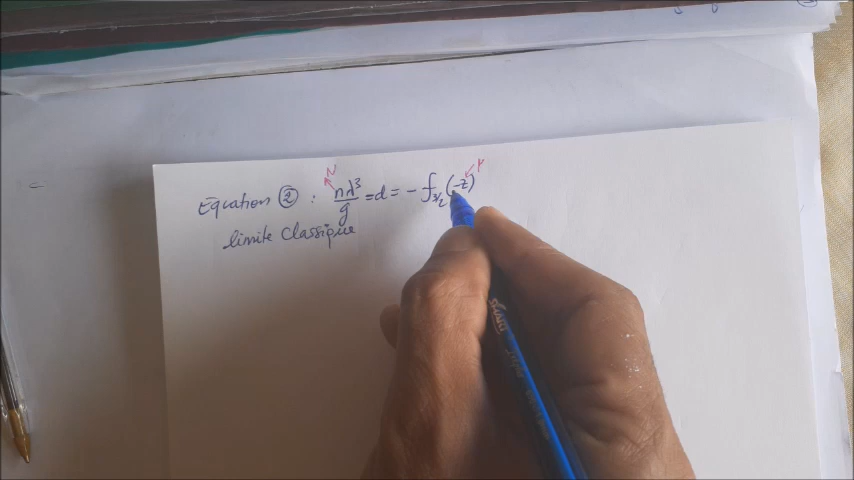 N μ
Equation ② : nλ³/g = d = - f₃/₂(-z)
limite classique